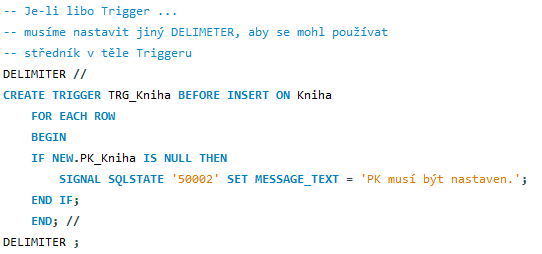 -- Je-li libo Trigger ...
-- musíme nastavit jiný DELIMETER, aby se mohl používat
-- středník v těle Triggeru
DELIMITER //
CREATE TRIGGER TRG_Kniha BEFORE INSERT ON Kniha
FOR EACH ROW
BEGIN
IF NEW.PK_Kniha IS NULL THEN
SIGNAL SQLSTATE '50002' SET MESSAGE_TEXT = 'PK musí být nastaven.';
END IF;
END; //
DELIMITER ;